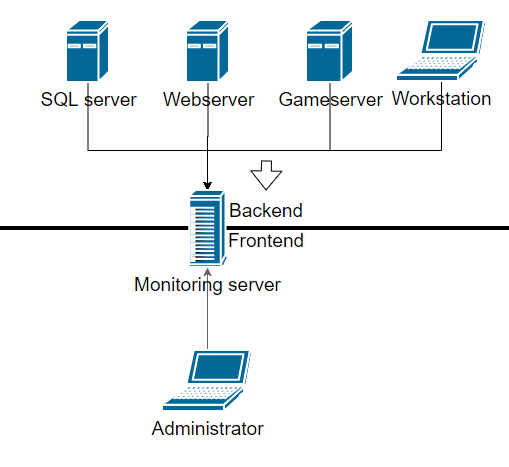 SQL server
Webserver
Gameserver
Workstation
Backend
Frontend
Monitoring server
Administrator